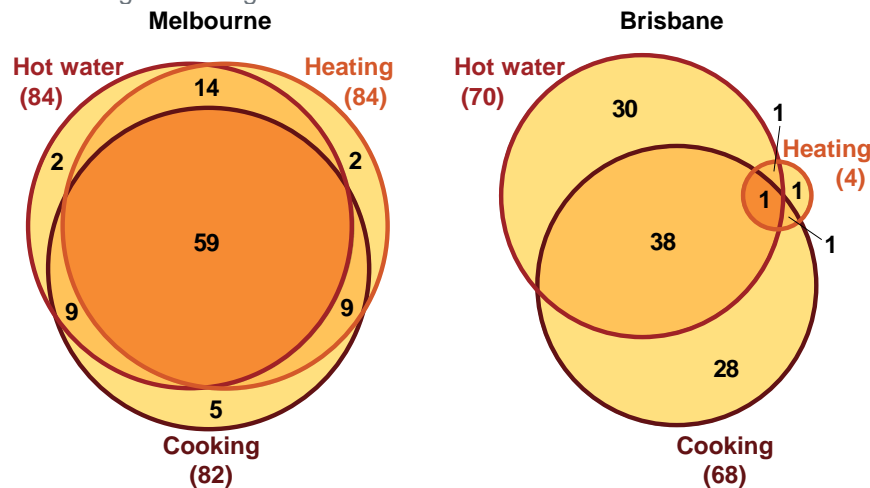 Melbourne
Hot water
(84)
Heating
(84)
14
2
2
59
9
9
5
Cooking
(82)
Brisbane
Hot water
(70)
30
1
Heating
(4)
1
1
38
1
28
Cooking
(68)